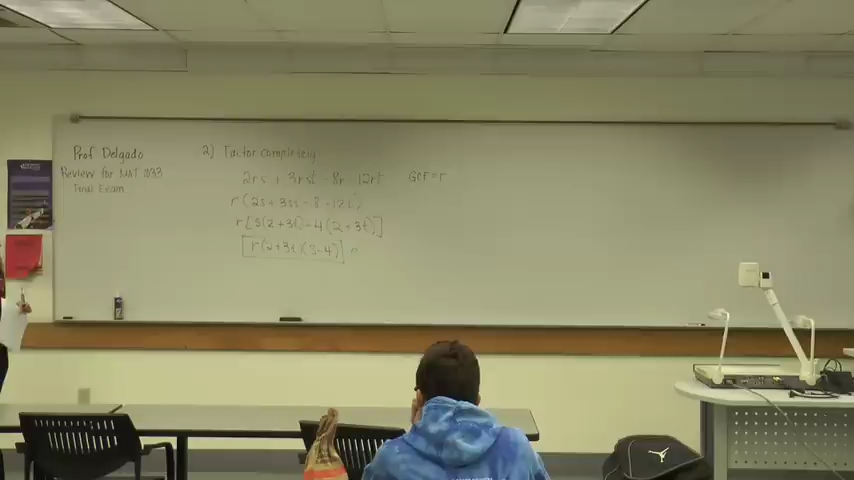 Prof Delgado
Review for MAT 1033
Final Exam
2) Factor completely
2rs + 3rst - 8r - 12rt GCF = r
r(2s + 3st - 8 - 12t)
r[s(2+3t) - 4(2+3t)]
r(2+3t)(s-4)